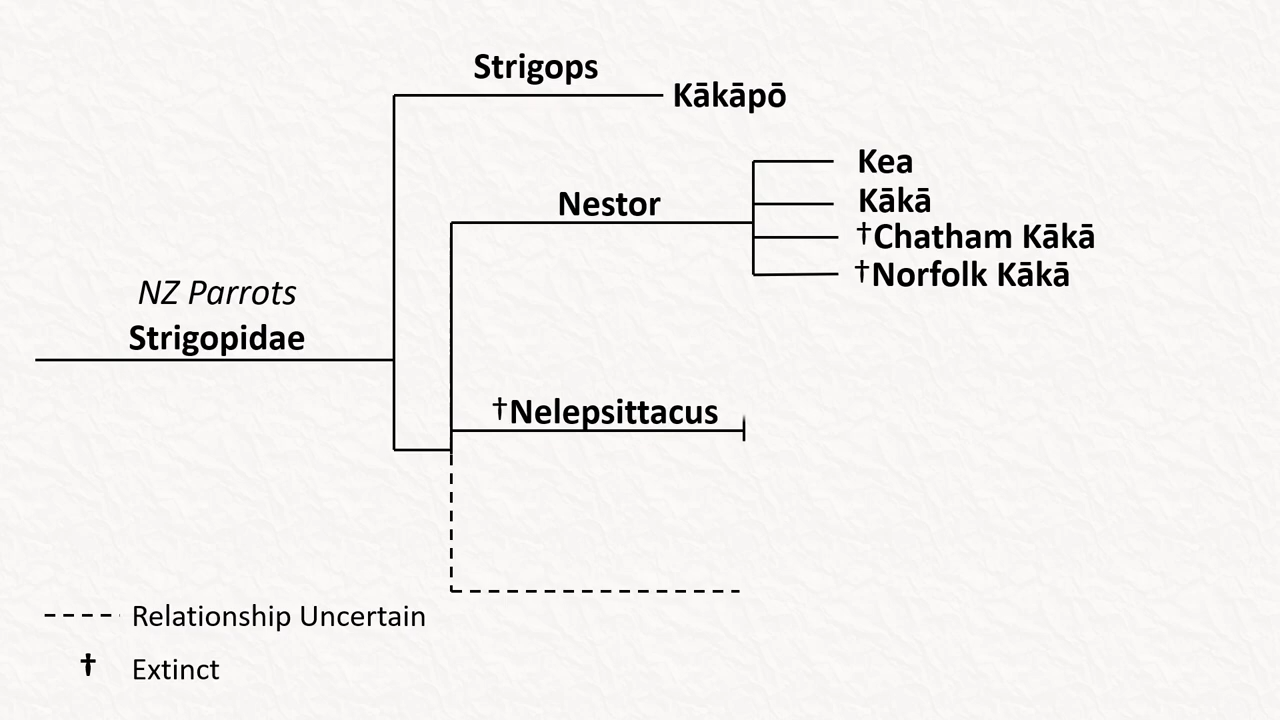 Strigops
Kākāpō
Kea
Kākā
†Chatham Kākā
†Norfolk Kākā
Nestor
NZ Parrots
Strigopidae
†Nelepsittacus
Relationship Uncertain
† Extinct